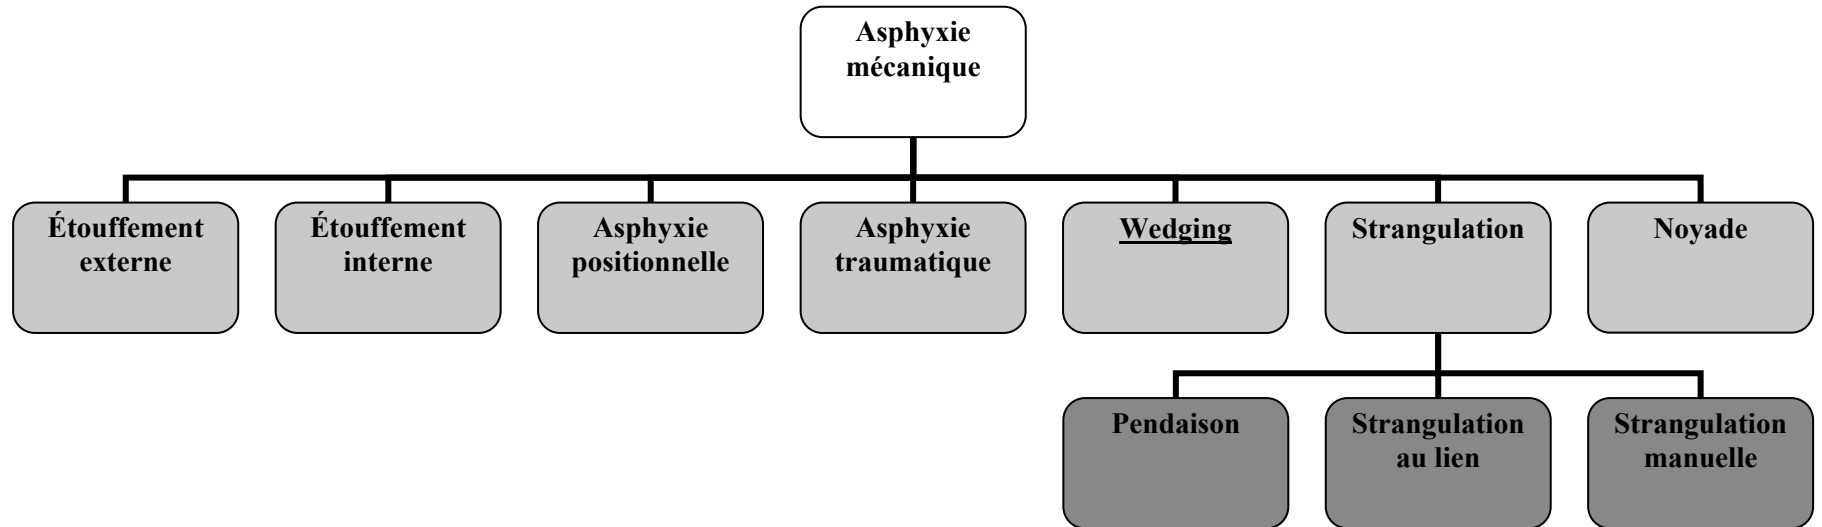 Asphyxie
mécanique
Étouffement
externe
Étouffement
interne
Asphyxie
positionnelle
Asphyxie
traumatique
Wedging
Strangulation
Noyade
Pendaison
Strangulation
au lien
Strangulation
manuelle